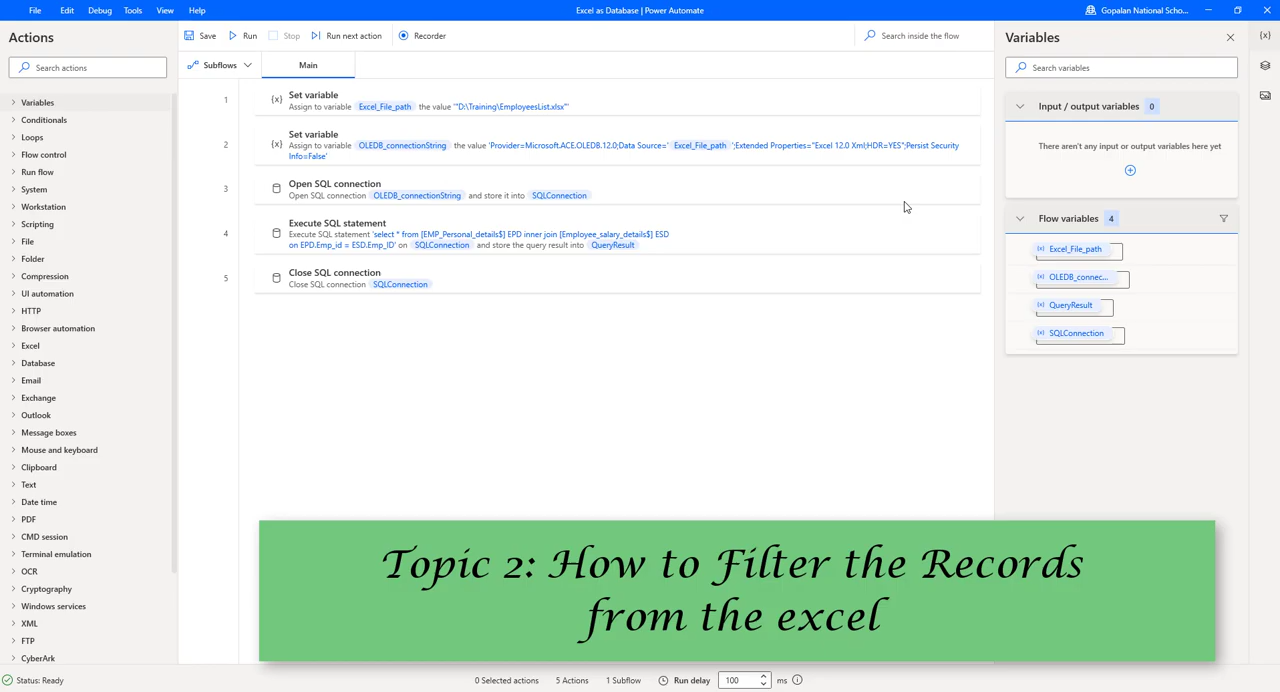 File Edit Debug Tools View Help
Excel as Database | Power Automate
Gopalan National Scho...
Actions
Search actions
Variables
Conditionals
Loops
Flow control
Run flow
System
Workstation
Scripting
File
Folder
Compression
UI automation
HTTP
Browser automation
Excel
Database
Email
Exchange
Outlook
Message boxes
Mouse and keyboard
Clipboard
Text
Date time
PDF
CMD session
Terminal emulation
OCR
Cryptography
Windows services
XML
FTP
CyberArk
Save Run Stop Run next action Recorder
Search inside the flow
Subflows Main
1
Set variable
Assign to variable Excel_File_path the value '"D:\Training\EmployeesList.xlsx"'
2
Set variable
Assign to variable OLEDB_connectionString the value 'Provider=Microsoft.ACE.OLEDB.12.0;Data Source=' Excel_File_path ';Extended Properties="Excel 12.0 Xml;HDR=YES";Persist Security
Info=False'
3
Open SQL connection
Open SQL connection OLEDB_connectionString and store it into SQLConnection
4
Execute SQL statement
Execute SQL statement 'select * from [EMP_Personal_details$] EPD inner join [Employee_salary_details$] ESD
on EPD.Emp_id = ESD.Emp_ID' on SQLConnection and store the query result into QueryResult
5
Close SQL connection
Close SQL connection SQLConnection
Variables
{x}
Search variables
Input / output variables 0
There aren't any input or output variables here yet
Flow variables 4
(x) Excel_File_path
(x) OLEDB_connec...
(x) QueryResult
(x) SQLConnection
Topic 2: How to Filter the Records
from the excel
Status: Ready
0 Selected actions 5 Actions 1 Subflow Run delay 100 ms